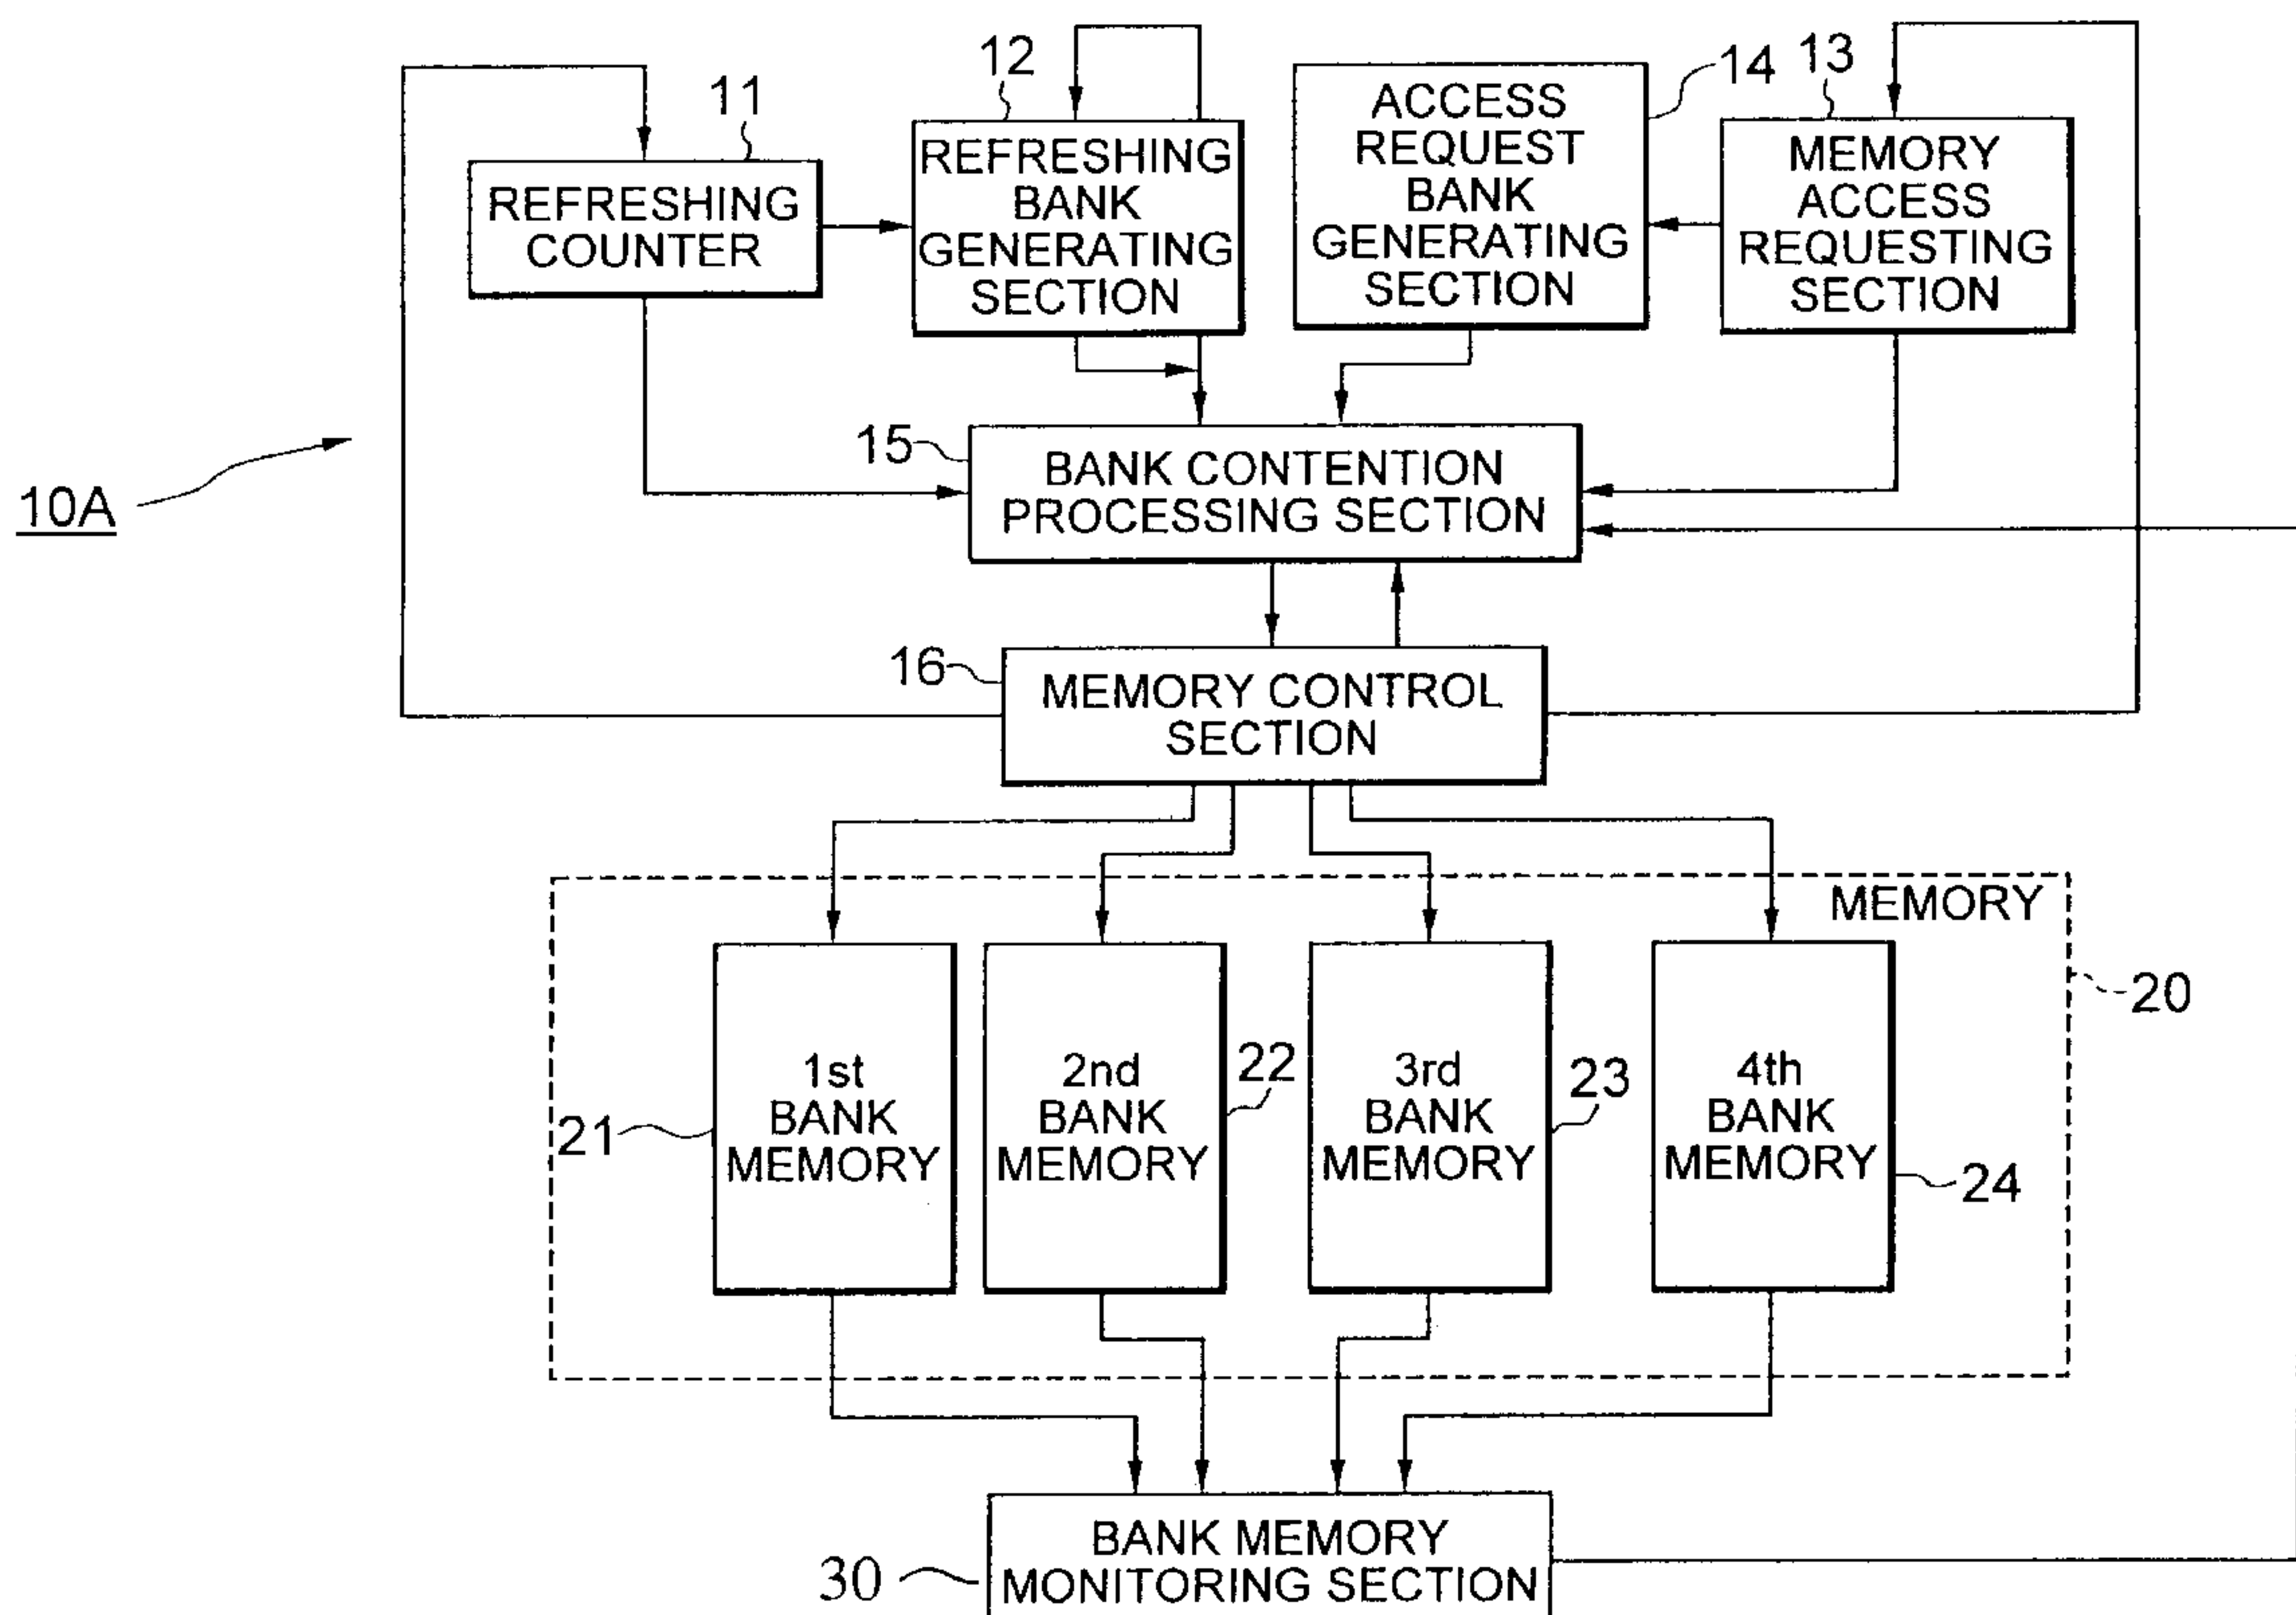 12
14
13
11
ACCESS
REQUEST
BANK
GENERATING
SECTION
REFRESHING
BANK
GENERATING
SECTION
MEMORY
ACCESS
REQUESTING
SECTION
REFRESHING
COUNTER
10A
15
BANK CONTENTION
PROCESSING SECTION
16
MEMORY CONTROL
SECTION
MEMORY
20
21
1st
BANK
MEMORY
2nd
BANK
MEMORY
22
3rd
BANK
MEMORY
23
4th
BANK
MEMORY
24
30
BANK MEMORY
MONITORING SECTION